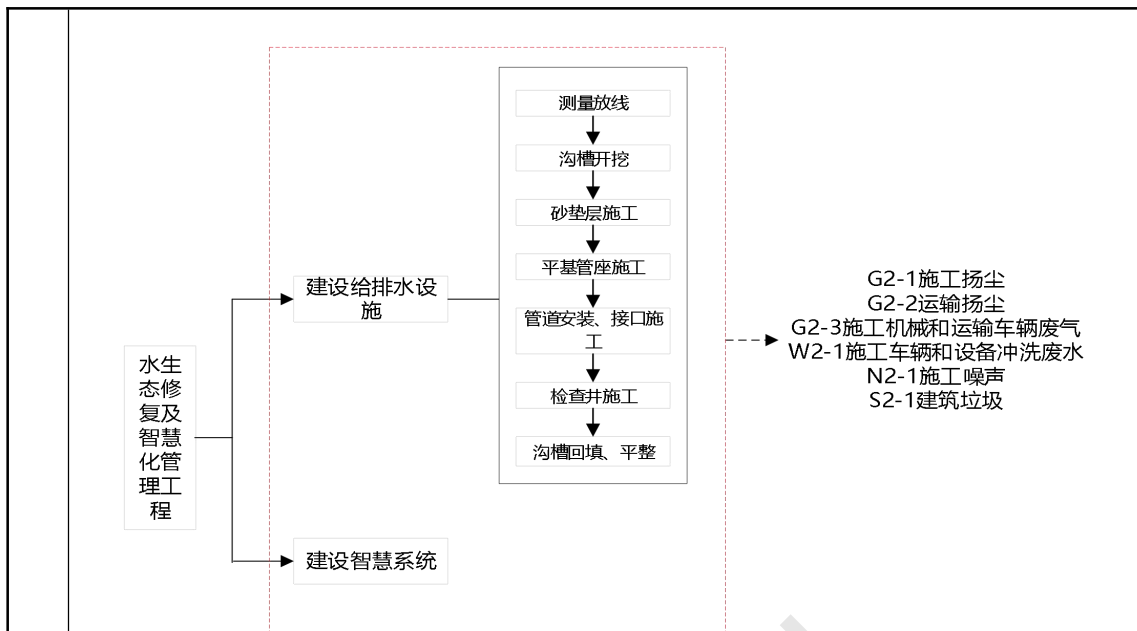 测量放线
沟槽开挖
砂垫层施工
平基管座施工
管道安装、接口施
工
检查井施工
沟槽回填、平整
建设给排水设
施
水生
态修
复及
智慧
化管
理工
程
建设智慧系统
G2-1施工扬尘
G2-2运输扬尘
G2-3施工机械和运输车辆废气
W2-1施工车辆和设备冲洗废水
N2-1施工噪声
S2-1建筑垃圾